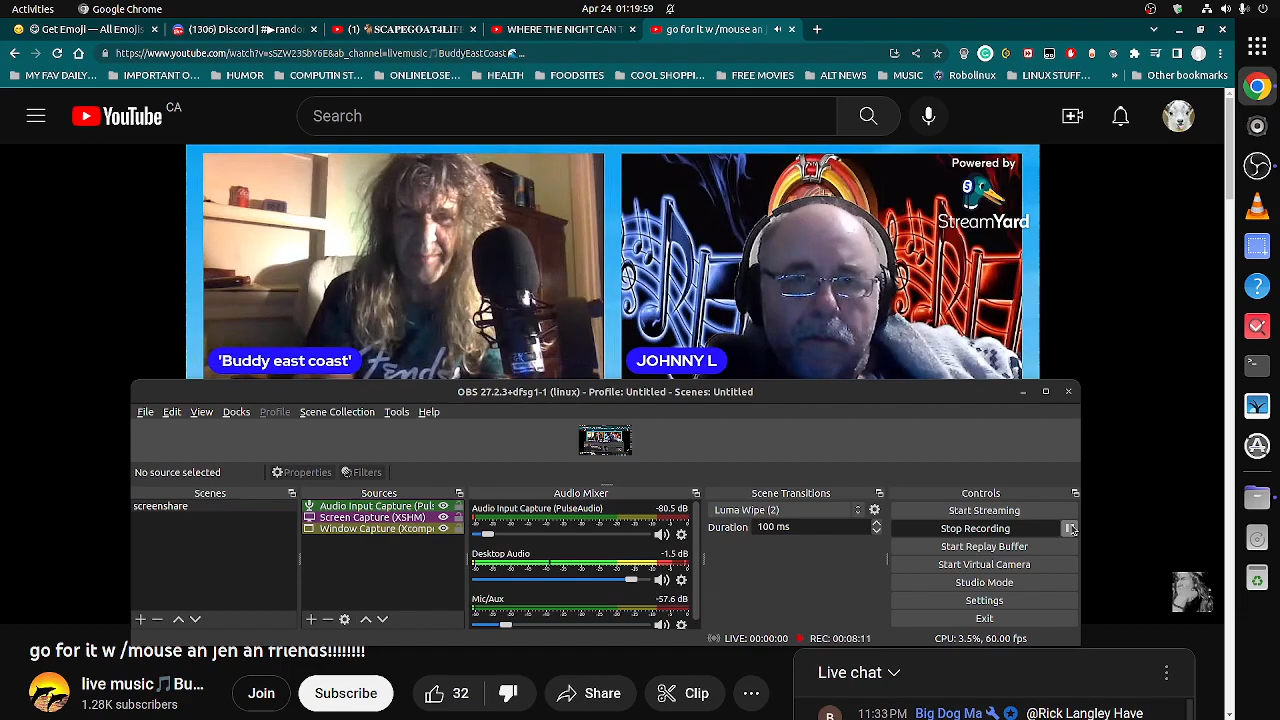 Activities Google Chrome Apr 24 01:19:59
Get Emoji — All Emojis
(1306) Discord | #▶rando
🐐SCAPEGOAT4LIFE
WHERE THE NIGHT CAN T
go for it w /mouse an j
https://www.youtube.com/watch?v=sSZW23SbY6E&ab_channel=livemusic🎵BuddyEastCoast🌊...
MY FAV DAILY... IMPORTANT O... HUMOR COMPUTIN ST... ONLINELOSE... HEALTH FOODSITES COOL SHOPPI... FREE MOVIES ALT NEWS MUSIC Robolinux LINUX STUFF... » Other bookmarks
YouTube CA
Search
Powered by
StreamYard
'Buddy east coast'
JOHNNY L
Fender
OBS 27.2.3+dfsg1-1 (linux) - Profile: Untitled - Scenes: Untitled
File Edit View Docks Profile Scene Collection Tools Help
No source selected Properties Filters
Scenes Sources Audio Mixer Scene Transitions Controls
screenshare
Audio Input Capture (Puls
Screen Capture (XSHM)
Window Capture (Xcomp
Audio Input Capture (PulseAudio) -80.5 dB
Desktop Audio -1.5 dB
Mic/Aux -57.6 dB
Luma Wipe (2)
Duration 100 ms
Start Streaming
Stop Recording
Start Replay Buffer
Start Virtual Camera
Studio Mode
Settings
Exit
LIVE: 00:00:00 REC: 00:08:11 CPU: 3.5%, 60.00 fps
go for it w /mouse an jen an friends!!!!!!!!
live music🎵Bu...
1.28K subscribers
Join
Subscribe
32
Share
Clip
Live chat
B 11:33PM Big Dog Ma @Rick Langley Have